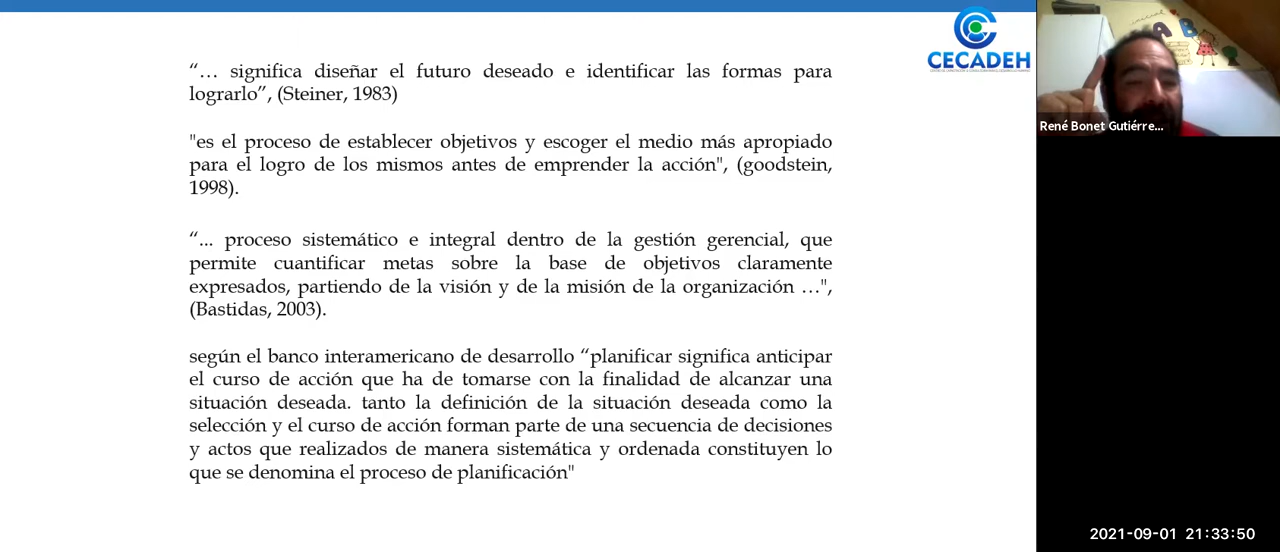 “… significa diseñar el futuro deseado e identificar las formas para
lograrlo”, (Steiner, 1983)
"es el proceso de establecer objetivos y escoger el medio más apropiado
para el logro de los mismos antes de emprender la acción", (goodstein,
1998).
“... proceso sistemático e integral dentro de la gestión gerencial, que
permite cuantificar metas sobre la base de objetivos claramente
expresados, partiendo de la visión y de la misión de la organización …",
(Bastidas, 2003).
según el banco interamericano de desarrollo “planificar significa anticipar
el curso de acción que ha de tomarse con la finalidad de alcanzar una
situación deseada. tanto la definición de la situación deseada como la
selección y el curso de acción forman parte de una secuencia de decisiones
y actos que realizados de manera sistemática y ordenada constituyen lo
que se denomina el proceso de planificación"
CECADEH
A B
René Bonet Gutiérre...
2021-09-01 21:33:50